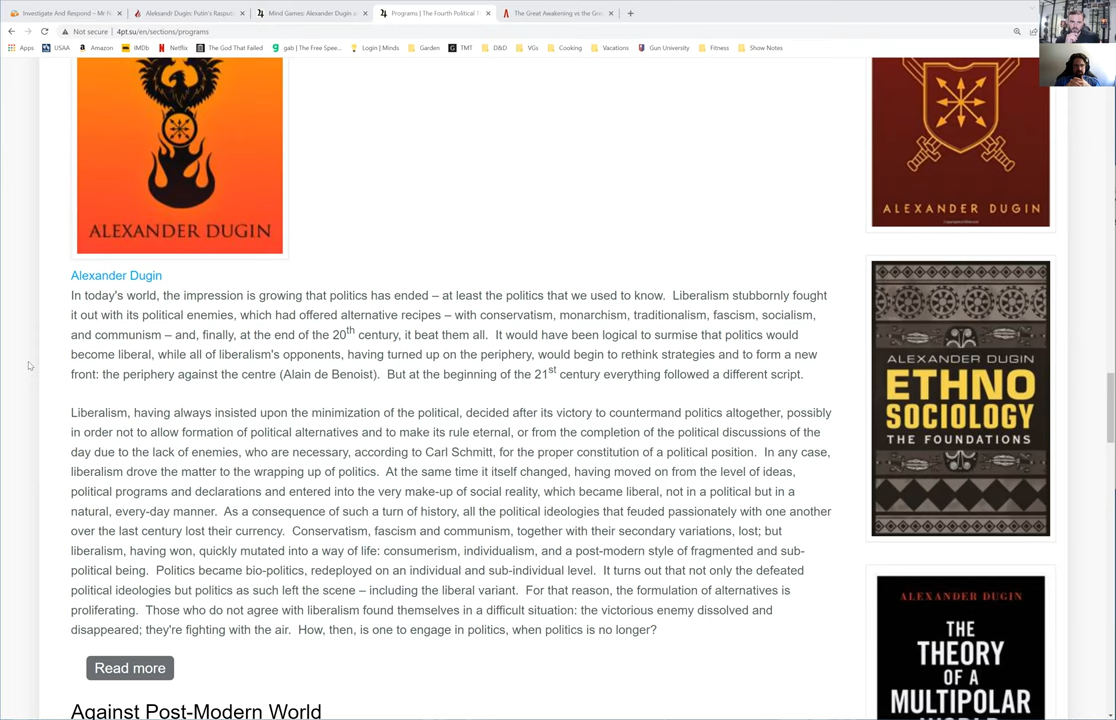 Investigate And Respond – Mr P
Aleksandr Dugin: Putin's Rasput
Mind Games: Alexander Dugin a
Programs | The Fourth Political T
The Great Awakening vs the Gre
Not secure | 4pt.su/en/sections/programs
Apps USAA Amazon IMDb Netflix The God That Failed gab | The Free Spee... Login | Minds Garden TMT D&D VGs Cooking Vacations Gun University Fitness Show Notes
ALEXANDER DUGIN
Alexander Dugin
In today's world, the impression is growing that politics has ended – at least the politics that we used to know. Liberalism stubbornly fought
it out with its political enemies, which had offered alternative recipes – with conservatism, monarchism, traditionalism, fascism, socialism,
and communism – and, finally, at the end of the 20th century, it beat them all. It would have been logical to surmise that politics would
become liberal, while all of liberalism's opponents, having turned up on the periphery, would begin to rethink strategies and to form a new
front: the periphery against the centre (Alain de Benoist). But at the beginning of the 21st century everything followed a different script.
Liberalism, having always insisted upon the minimization of the political, decided after its victory to countermand politics altogether, possibly
in order not to allow formation of political alternatives and to make its rule eternal, or from the completion of the political discussions of the
day due to the lack of enemies, who are necessary, according to Carl Schmitt, for the proper constitution of a political position. In any case,
liberalism drove the matter to the wrapping up of politics. At the same time it itself changed, having moved on from the level of ideas,
political programs and declarations and entered into the very make-up of social reality, which became liberal, not in a political but in a
natural, every-day manner. As a consequence of such a turn of history, all the political ideologies that feuded passionately with one another
over the last century lost their currency. Conservatism, fascism and communism, together with their secondary variations, lost; but
liberalism, having won, quickly mutated into a way of life: consumerism, individualism, and a post-modern style of fragmented and sub-
political being. Politics became bio-politics, redeployed on an individual and sub-individual level. It turns out that not only the defeated
political ideologies but politics as such left the scene – including the liberal variant. For that reason, the formulation of alternatives is
proliferating. Those who do not agree with liberalism found themselves in a difficult situation: the victorious enemy dissolved and
disappeared; they're fighting with the air. How, then, is one to engage in politics, when politics is no longer?
Read more
Against Post-Modern World
ALEXANDER DUGIN
ALEXANDER DUGIN
ETHNO
SOCIOLOGY
THE FOUNDATIONS
ALEXANDER DUGIN
THE
THEORY
OF A
MULTIPOLAR